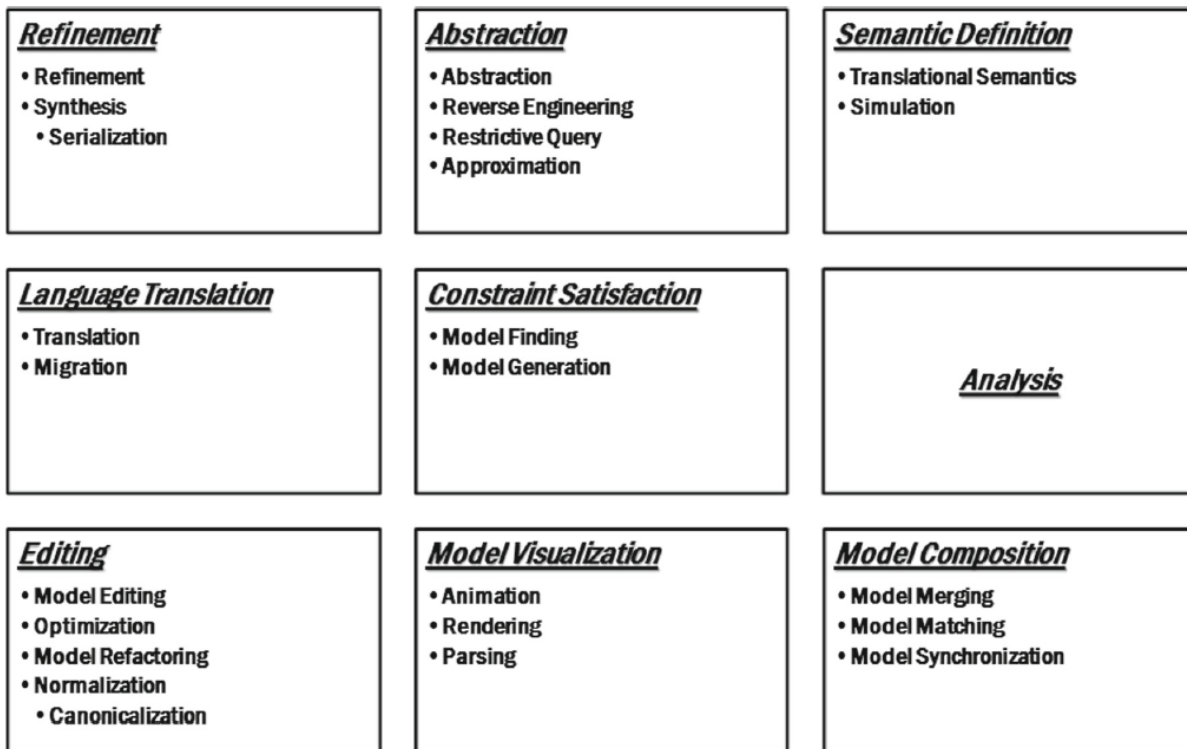 Refinement
• Refinement
• Synthesis
• Serialization
Abstraction
• Abstraction
• Reverse Engineering
• Restrictive Query
• Approximation
Semantic Definition
• Translational Semantics
• Simulation
Language Translation
• Translation
• Migration
Constraint Satisfaction
• Model Finding
• Model Generation
Analysis
Editing
• Model Editing
• Optimization
• Model Refactoring
• Normalization
• Canonicalization
Model Visualization
• Animation
• Rendering
• Parsing
Model Composition
• Model Merging
• Model Matching
• Model Synchronization